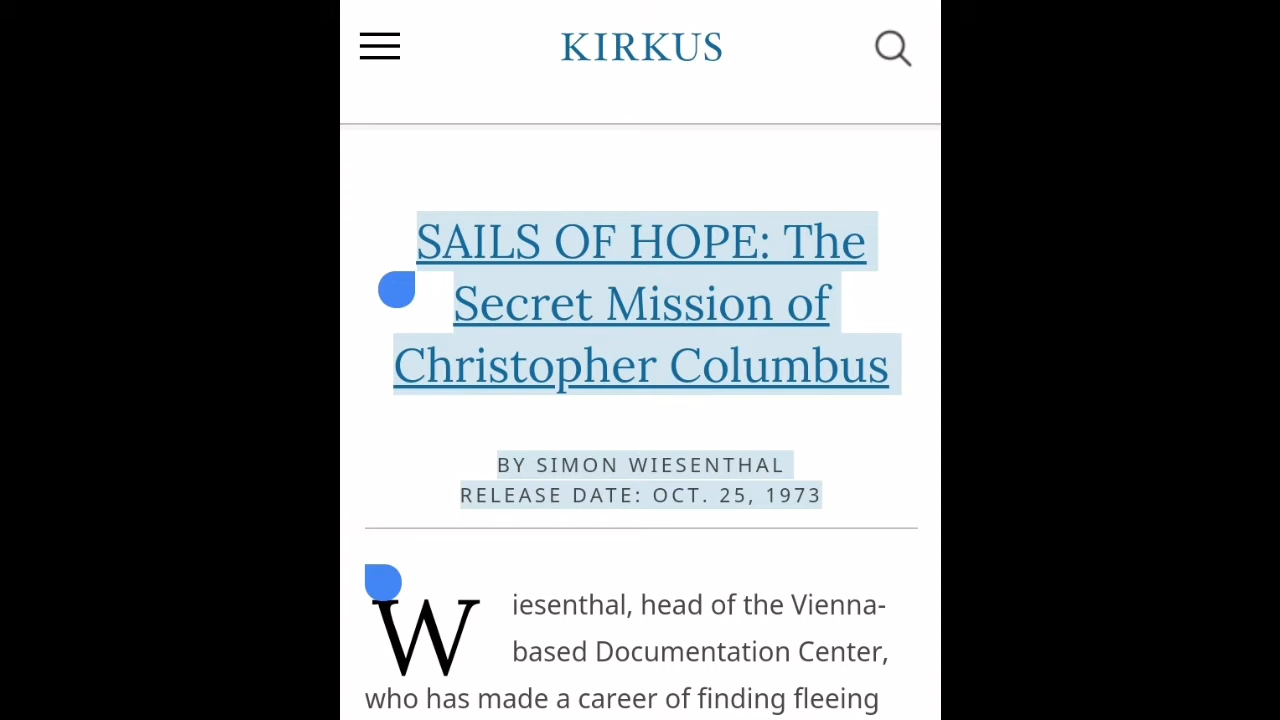 KIRKUS
SAILS OF HOPE: The
Secret Mission of
Christopher Columbus
BY SIMON WIESENTHAL
RELEASE DATE: OCT. 25, 1973
Wiesenthal, head of the Vienna-
based Documentation Center,
who has made a career of finding fleeing